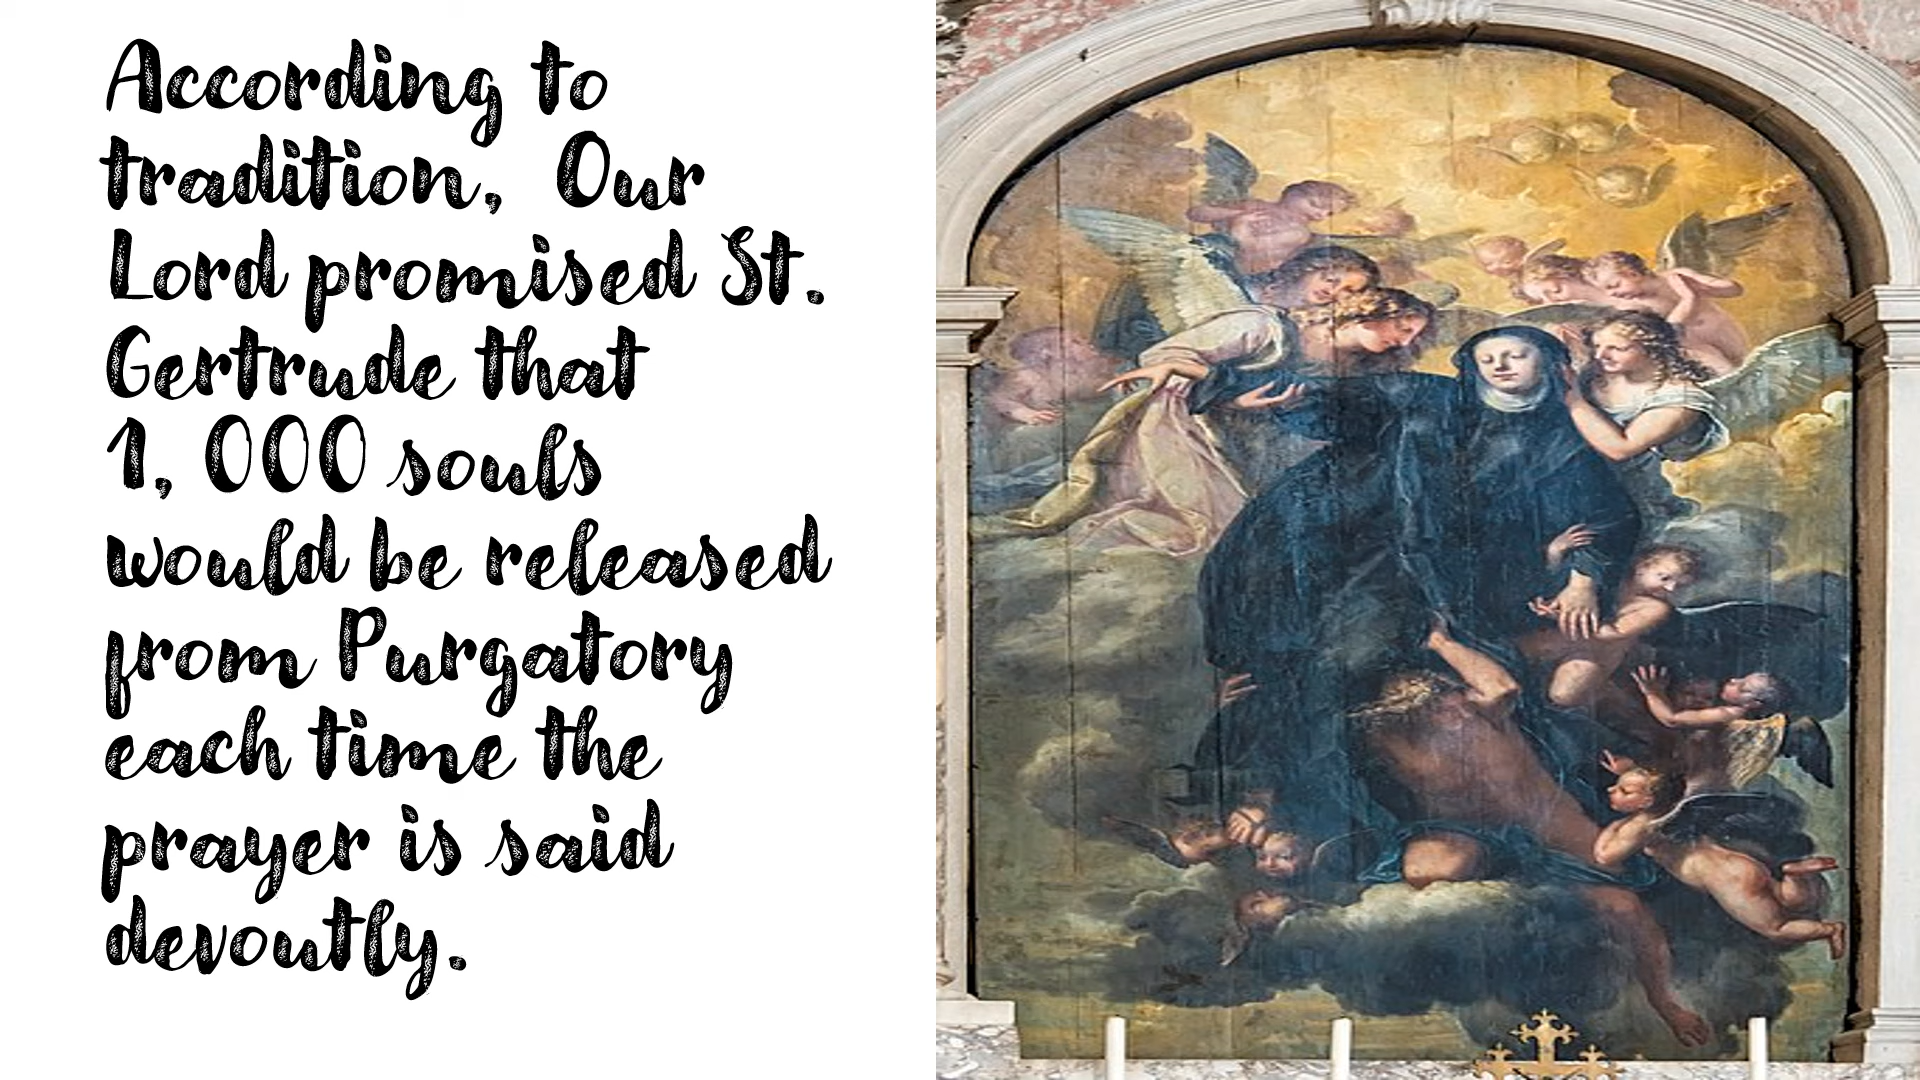 According to
tradition, Our
Lord promised St.
Gertrude that
1,000 souls
would be released
from Purgatory
each time the
prayer is said
devoutly.